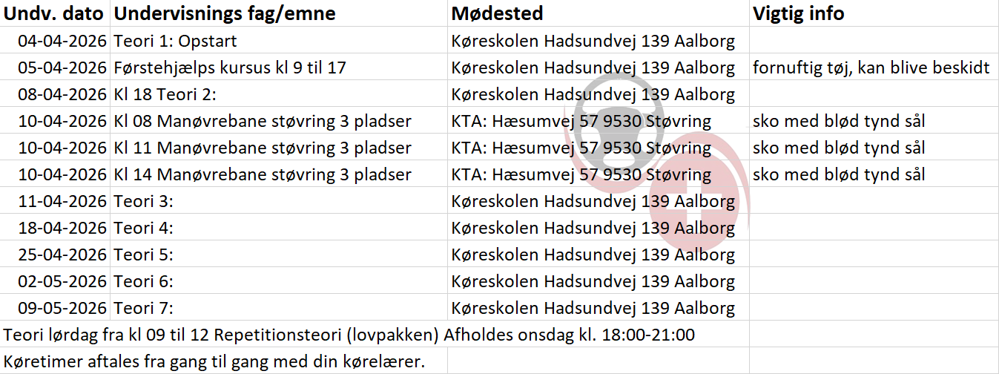 Undv. dato Undervisnings fag/emne Mødested Vigtig info
04-04-2026 Teori 1: Opstart Køreskolen Hadsundvej 139 Aalborg
05-04-2026 Førstehjælps kursus kl 9 til 17 Køreskolen Hadsundvej 139 Aalborg fornuftig tøj, kan blive beskidt
08-04-2026 Kl 18 Teori 2: Køreskolen Hadsundvej 139 Aalborg
10-04-2026 Kl 08 Manøvrebane støvring 3 pladser KTA: Hæsumvej 57 9530 Støvring sko med blød tynd sål
10-04-2026 Kl 11 Manøvrebane støvring 3 pladser KTA: Hæsumvej 57 9530 Støvring sko med blød tynd sål
10-04-2026 Kl 14 Manøvrebane støvring 3 pladser KTA: Hæsumvej 57 9530 Støvring sko med blød tynd sål
11-04-2026 Teori 3: Køreskolen Hadsundvej 139 Aalborg
18-04-2026 Teori 4: Køreskolen Hadsundvej 139 Aalborg
25-04-2026 Teori 5: Køreskolen Hadsundvej 139 Aalborg
02-05-2026 Teori 6: Køreskolen Hadsundvej 139 Aalborg
09-05-2026 Teori 7: Køreskolen Hadsundvej 139 Aalborg
Teori lørdag fra kl 09 til 12 Repetitionsteori (lovpakken) Afholdes onsdag kl. 18:00-21:00
Køretimer aftales fra gang til gang med din kørelærer.